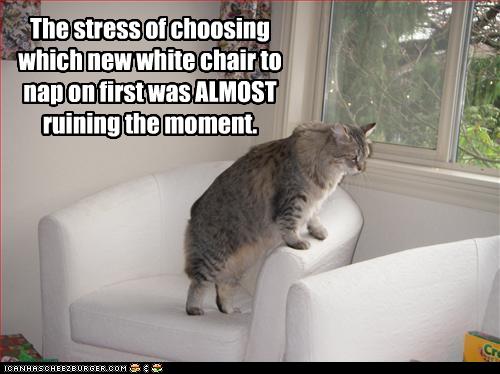 The stress of choosing
which new white chair to
nap on first was ALMOST
ruining the moment.
Cr
ICANHASCHEEZBURGER.COM